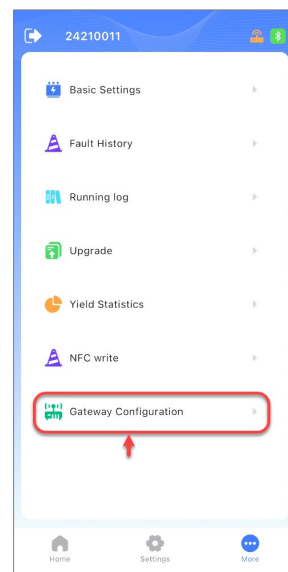 24210011
Basic Settings
Fault History
Running log
Upgrade
Yield Statistics
NFC write
Gateway Configuration
Home Settings More